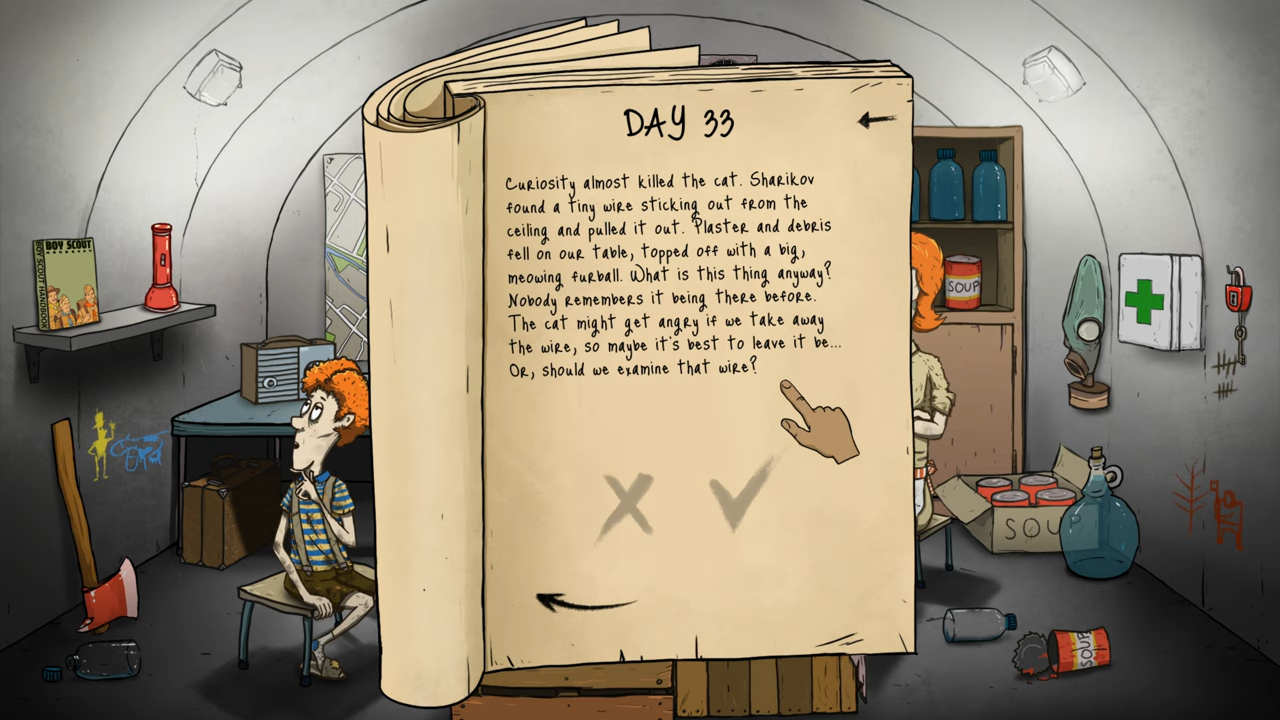 DAY 33
Curiosity almost killed the cat. Sharikov
found a tiny wire sticking out from the
ceiling and pulled it out. Plaster and debris
fell on our table, topped off with a big,
meowing furball. What is this thing anyway?
Nobody remembers it being there before.
The cat might get angry if we take away
the wire, so maybe it's best to leave it be...
Or, should we examine that wire?
BOY SCOUT
BOY SCOUT HANDBOOK
SOUP
SOUP
SOUP